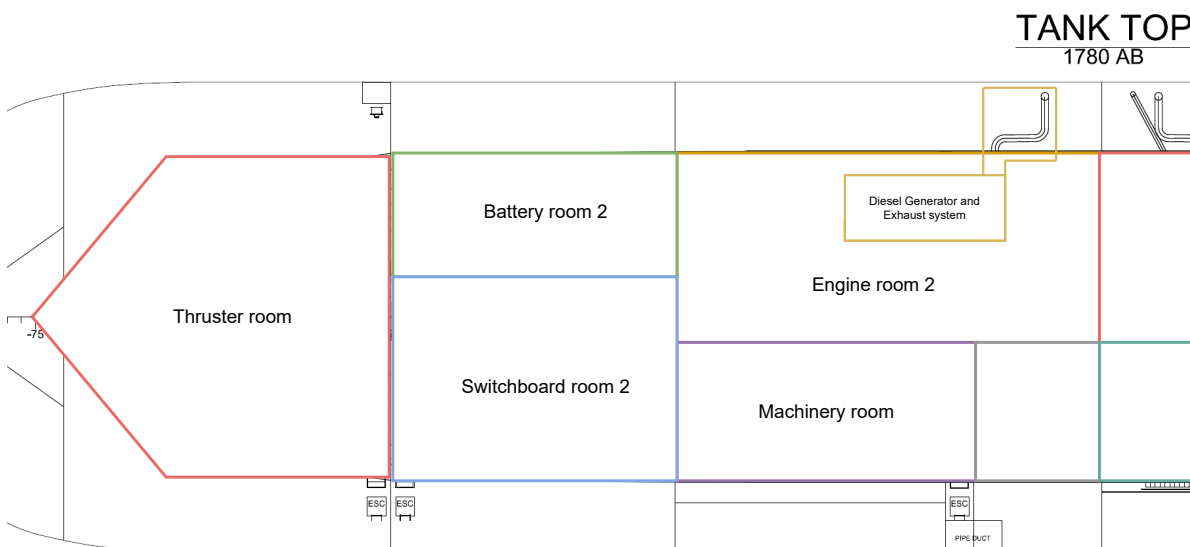 TANK TOP
1780 AB
Battery room 2
Diesel Generator and
Exhaust system
Engine room 2
Thruster room
-75
Switchboard room 2
Machinery room
ESC
ESC
ESC
PIPE DUCT